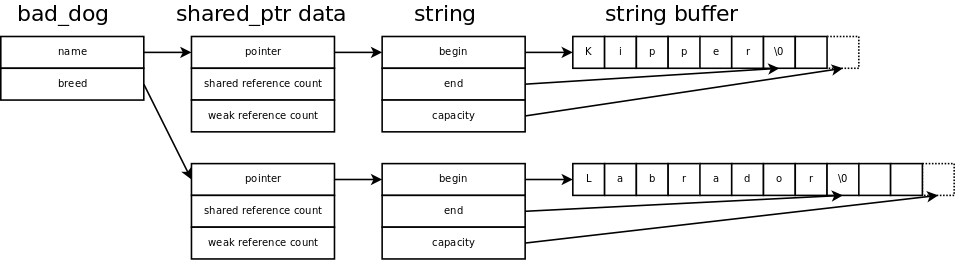 bad_dog shared_ptr data string string buffer
name pointer begin K i p p e r \0
breed shared reference count end
weak reference count capacity
pointer begin L a b r a d o r \0
shared reference count end
weak reference count capacity